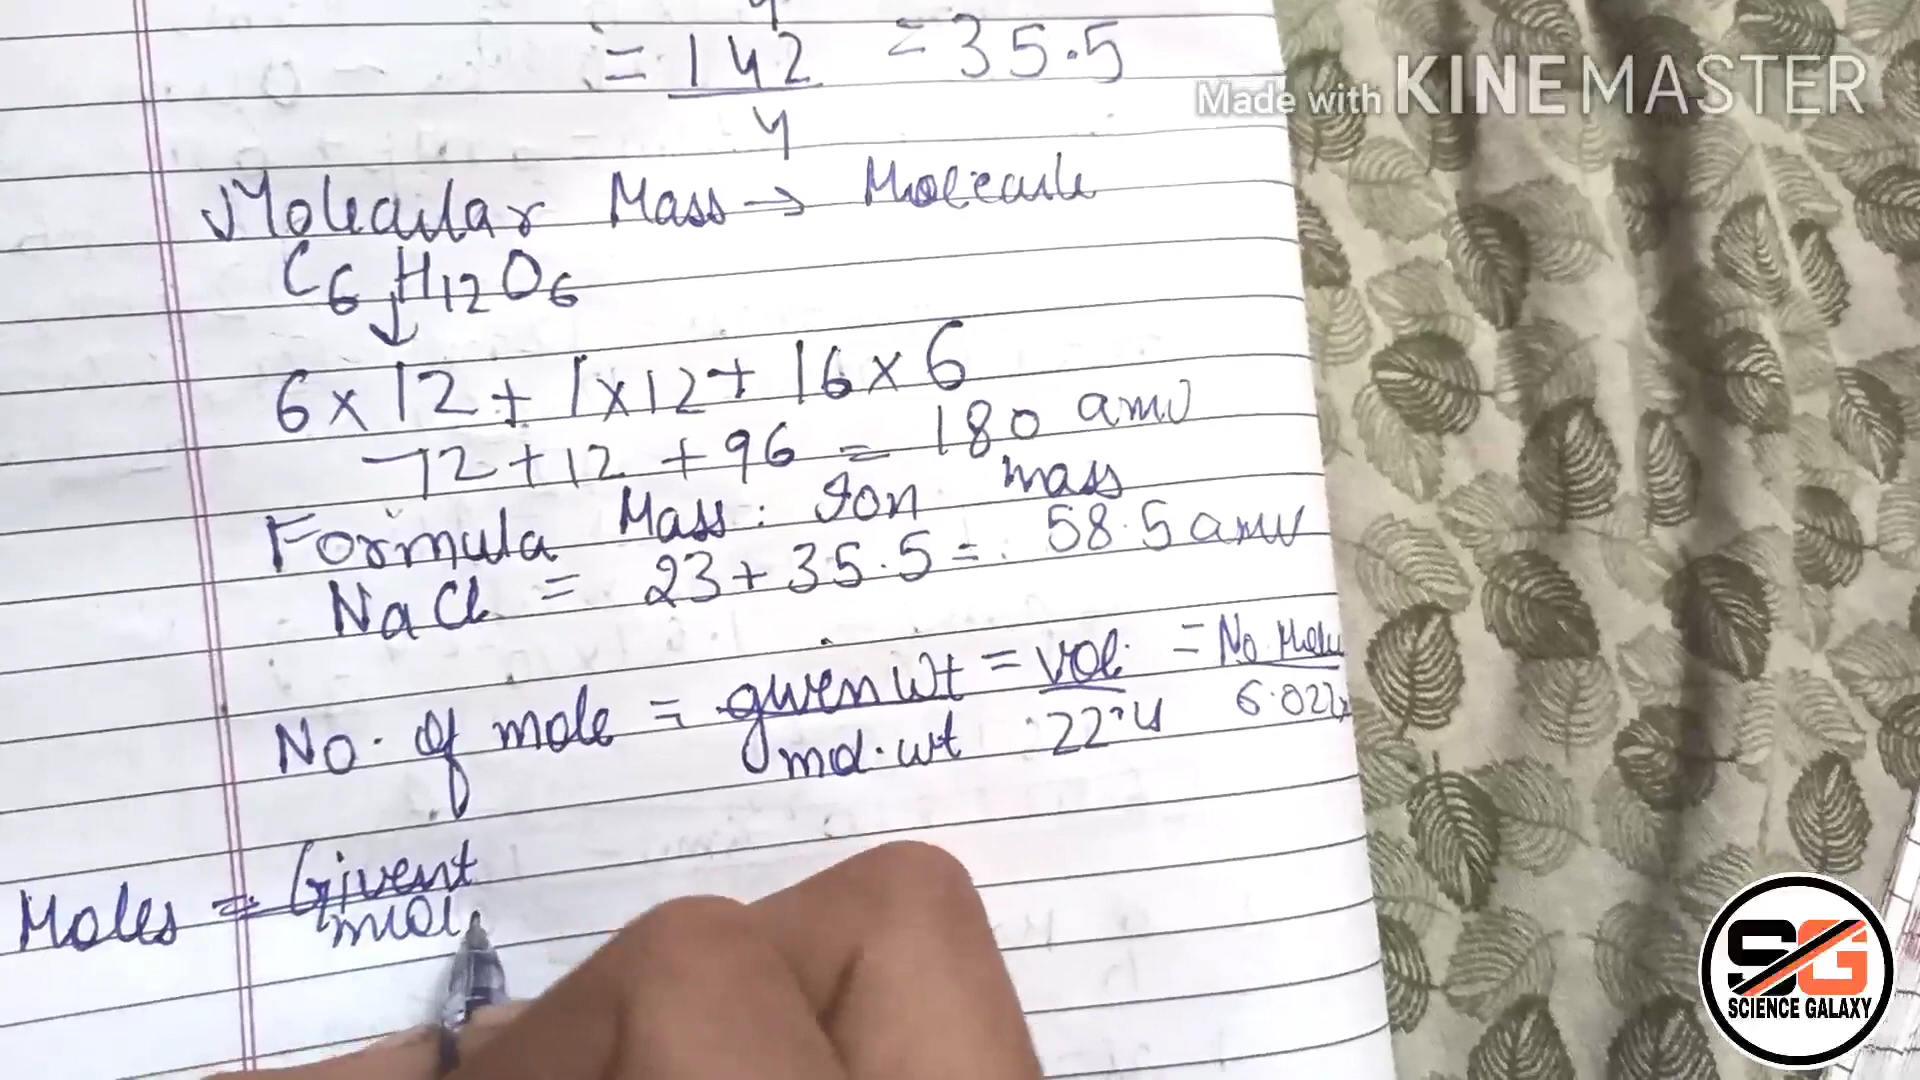 = 142 = 35.5
4
Made with KINEMASTER
Molecular Mass → Molecule
C6H12O6
↓
6 x 12 + 1 x 12 + 16 x 6
72 + 12 + 96 = 180 amu
Formula Mass : Ion mass
NaCl = 23 + 35.5 = 58.5 amu
No. of mole = given wt = vol. = No. Molu
mol. wt 22.4 6.022x
Moles = Given
mol.
SG
SCIENCE GALAXY